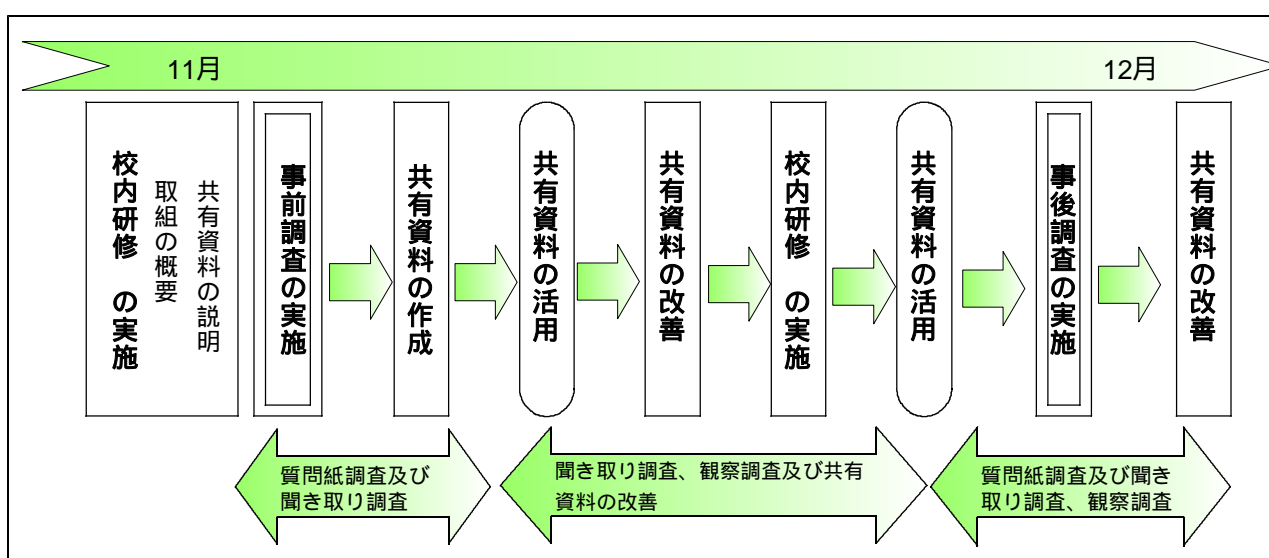 11月
12月
校内研修 の実施
取組の概要
共有資料の説明
事前調査の実施
共有資料の作成
共有資料の活用
共有資料の改善
校内研修 の実施
共有資料の活用
事後調査の実施
共有資料の改善
質問紙調査及び
聞き取り調査
聞き取り調査、観察調査及び共有
資料の改善
質問紙調査及び聞き
取り調査、観察調査